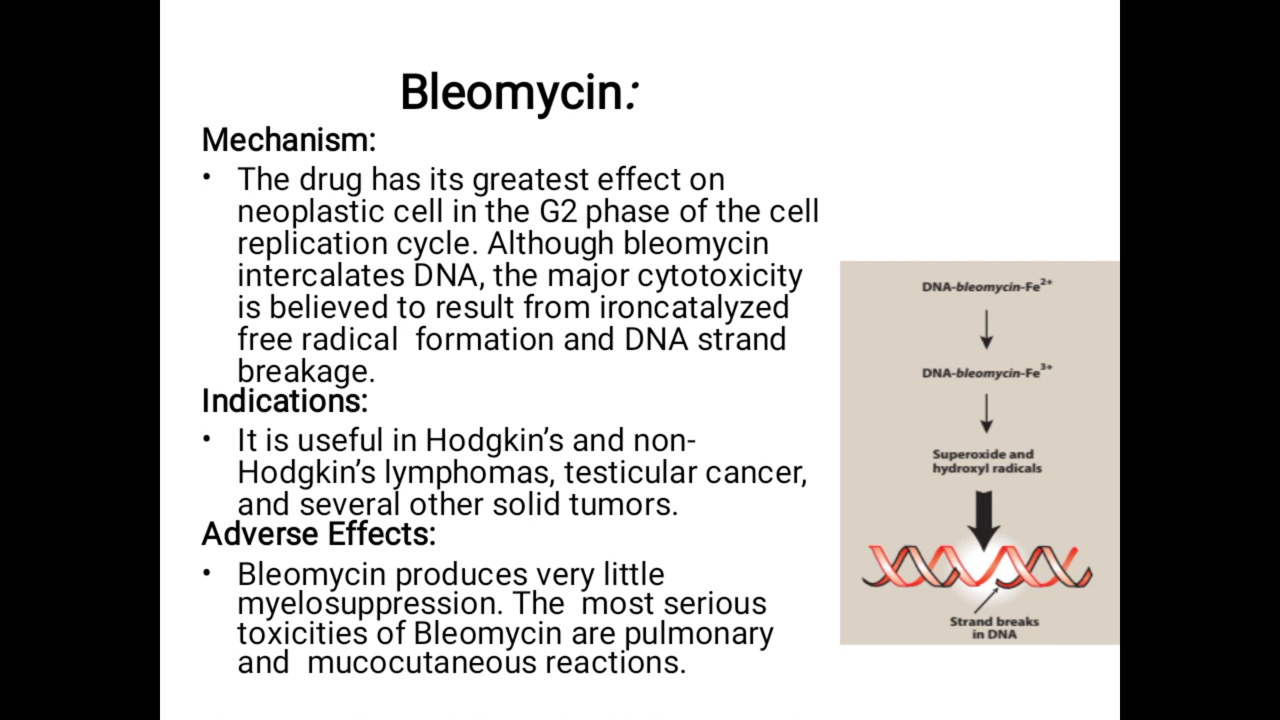 Bleomycin:
Mechanism:
• The drug has its greatest effect on
neoplastic cell in the G2 phase of the cell
replication cycle. Although bleomycin
intercalates DNA, the major cytotoxicity
is believed to result from ironcatalyzed
free radical  formation and DNA strand
breakage.
Indications:
• It is useful in Hodgkin’s and non-
Hodgkin’s lymphomas, testicular cancer,
and several other solid tumors.
Adverse Effects:
• Bleomycin produces very little
myelosuppression. The  most serious
toxicities of Bleomycin are pulmonary
and  mucocutaneous reactions.
DNA-bleomycin-Fe2+
DNA-bleomycin-Fe3+
Superoxide and
hydroxyl radicals
Strand breaks
in DNA